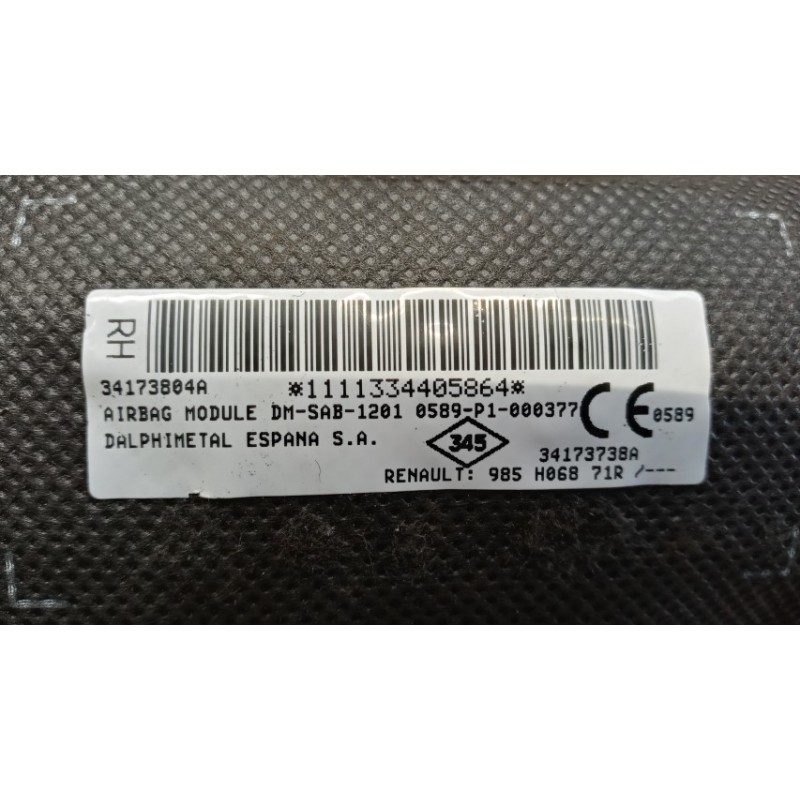 RH
34173804A *1111334405864*
AIRBAG MODULE DM-SAB-1201 0589-P1-000377 CE 0589
DALPHIMETAL ESPANA S.A. 345 34173738A
RENAULT: 985 H068 71R /---